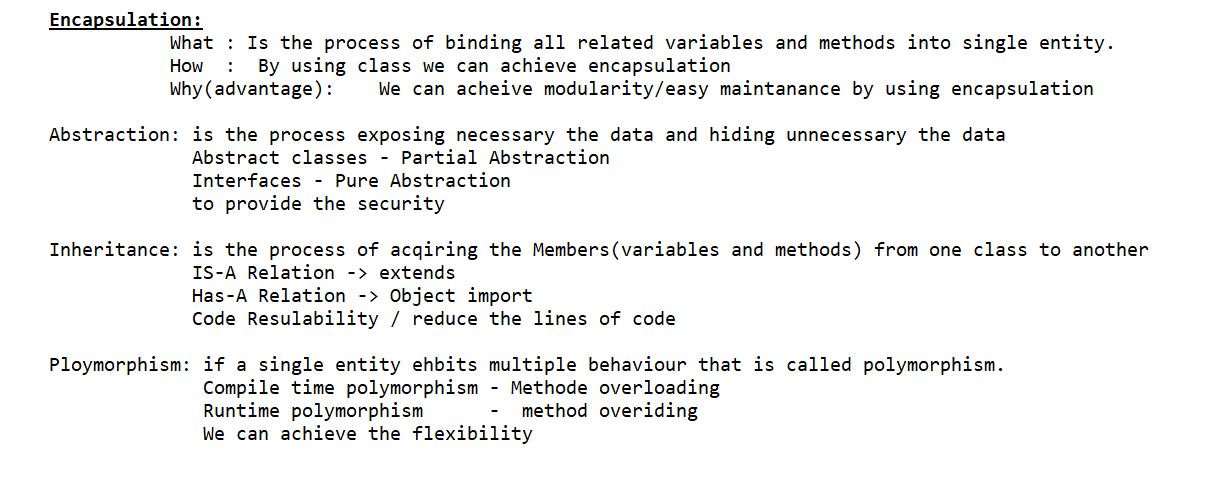 Encapsulation:
What : Is the process of binding all related variables and methods into single entity.
How : By using class we can achieve encapsulation
Why(advantage): We can acheive modularity/easy maintanance by using encapsulation
Abstraction: is the process exposing necessary the data and hiding unnecessary the data
Abstract classes - Partial Abstraction
Interfaces - Pure Abstraction
to provide the security
Inheritance: is the process of acqiring the Members(variables and methods) from one class to another
IS-A Relation -> extends
Has-A Relation -> Object import
Code Resulability / reduce the lines of code
Ploymorphism: if a single entity ehbits multiple behaviour that is called polymorphism.
Compile time polymorphism - Methode overloading
Runtime polymorphism - method overiding
We can achieve the flexibility